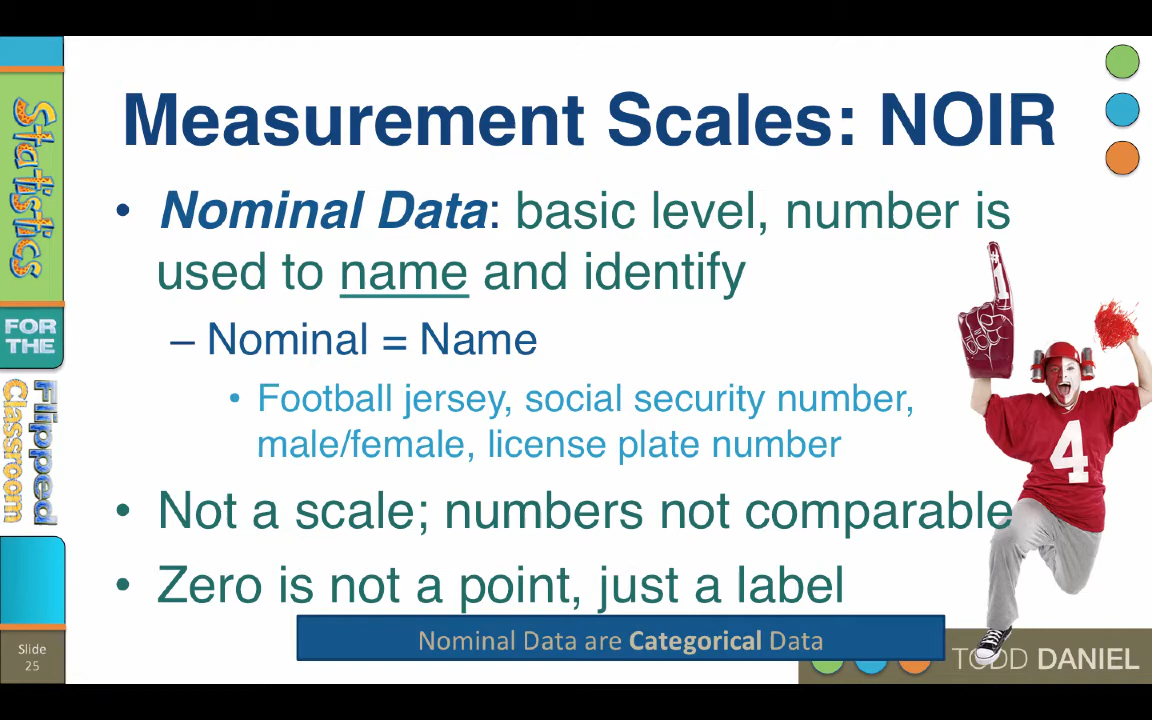 Statistics
FOR THE
Flipped
Classroom
Slide
25
Measurement Scales: NOIR
• Nominal Data: basic level, number is
used to name and identify
– Nominal = Name
• Football jersey, social security number,
male/female, license plate number
• Not a scale; numbers not comparable
• Zero is not a point, just a label
Nominal Data are Categorical Data
#1
4
TODD DANIEL